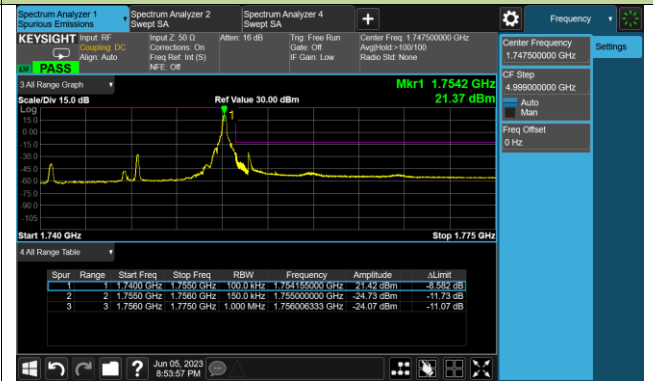 Spectrum Analyzer 1
Spurious Emissions
Spectrum Analyzer 2
Swept SA
Spectrum Analyzer 4
Swept SA
+
Frequency
KEYSIGHT
Input: RF
Coupling: DC
Align: Auto
PASS
Input Z: 50 Ω
Corrections: On
Freq Ref: Int (S)
NFE: Off
Atten: 16 dB
Trig: Free Run
Gate: Off
IF Gain: Low
Center Freq: 1.747500000 GHz
Avg|Hold:>100/100
Radio Std: None
Center Frequency
1.747500000 GHz
Settings
CF Step
4.999000000 GHz
Auto
Man
Freq Offset
0 Hz
3 All Range Graph
Mkr1 1.7542 GHz
Scale/Div 15.0 dB
Ref Value 30.00 dBm
21.37 dBm
Log
1
15.0
0.00
-15.0
-30.0
-45.0
-60.0
-75.0
-90.0
-105
Start 1.740 GHz
Stop 1.775 GHz
4 All Range Table
Spur Range Start Freq Stop Freq RBW Frequency Amplitude ΔLimit
1 1 1.7400 GHz 1.7550 GHz 100.0 kHz 1.754155000 GHz 21.42 dBm -8.582 dB
2 2 1.7550 GHz 1.7560 GHz 150.0 kHz 1.755000000 GHz -24.73 dBm -11.73 dB
3 3 1.7560 GHz 1.7750 GHz 1.000 MHz 1.756006333 GHz -24.07 dBm -11.07 dB
?
Jun 05, 2023
8:53:57 PM